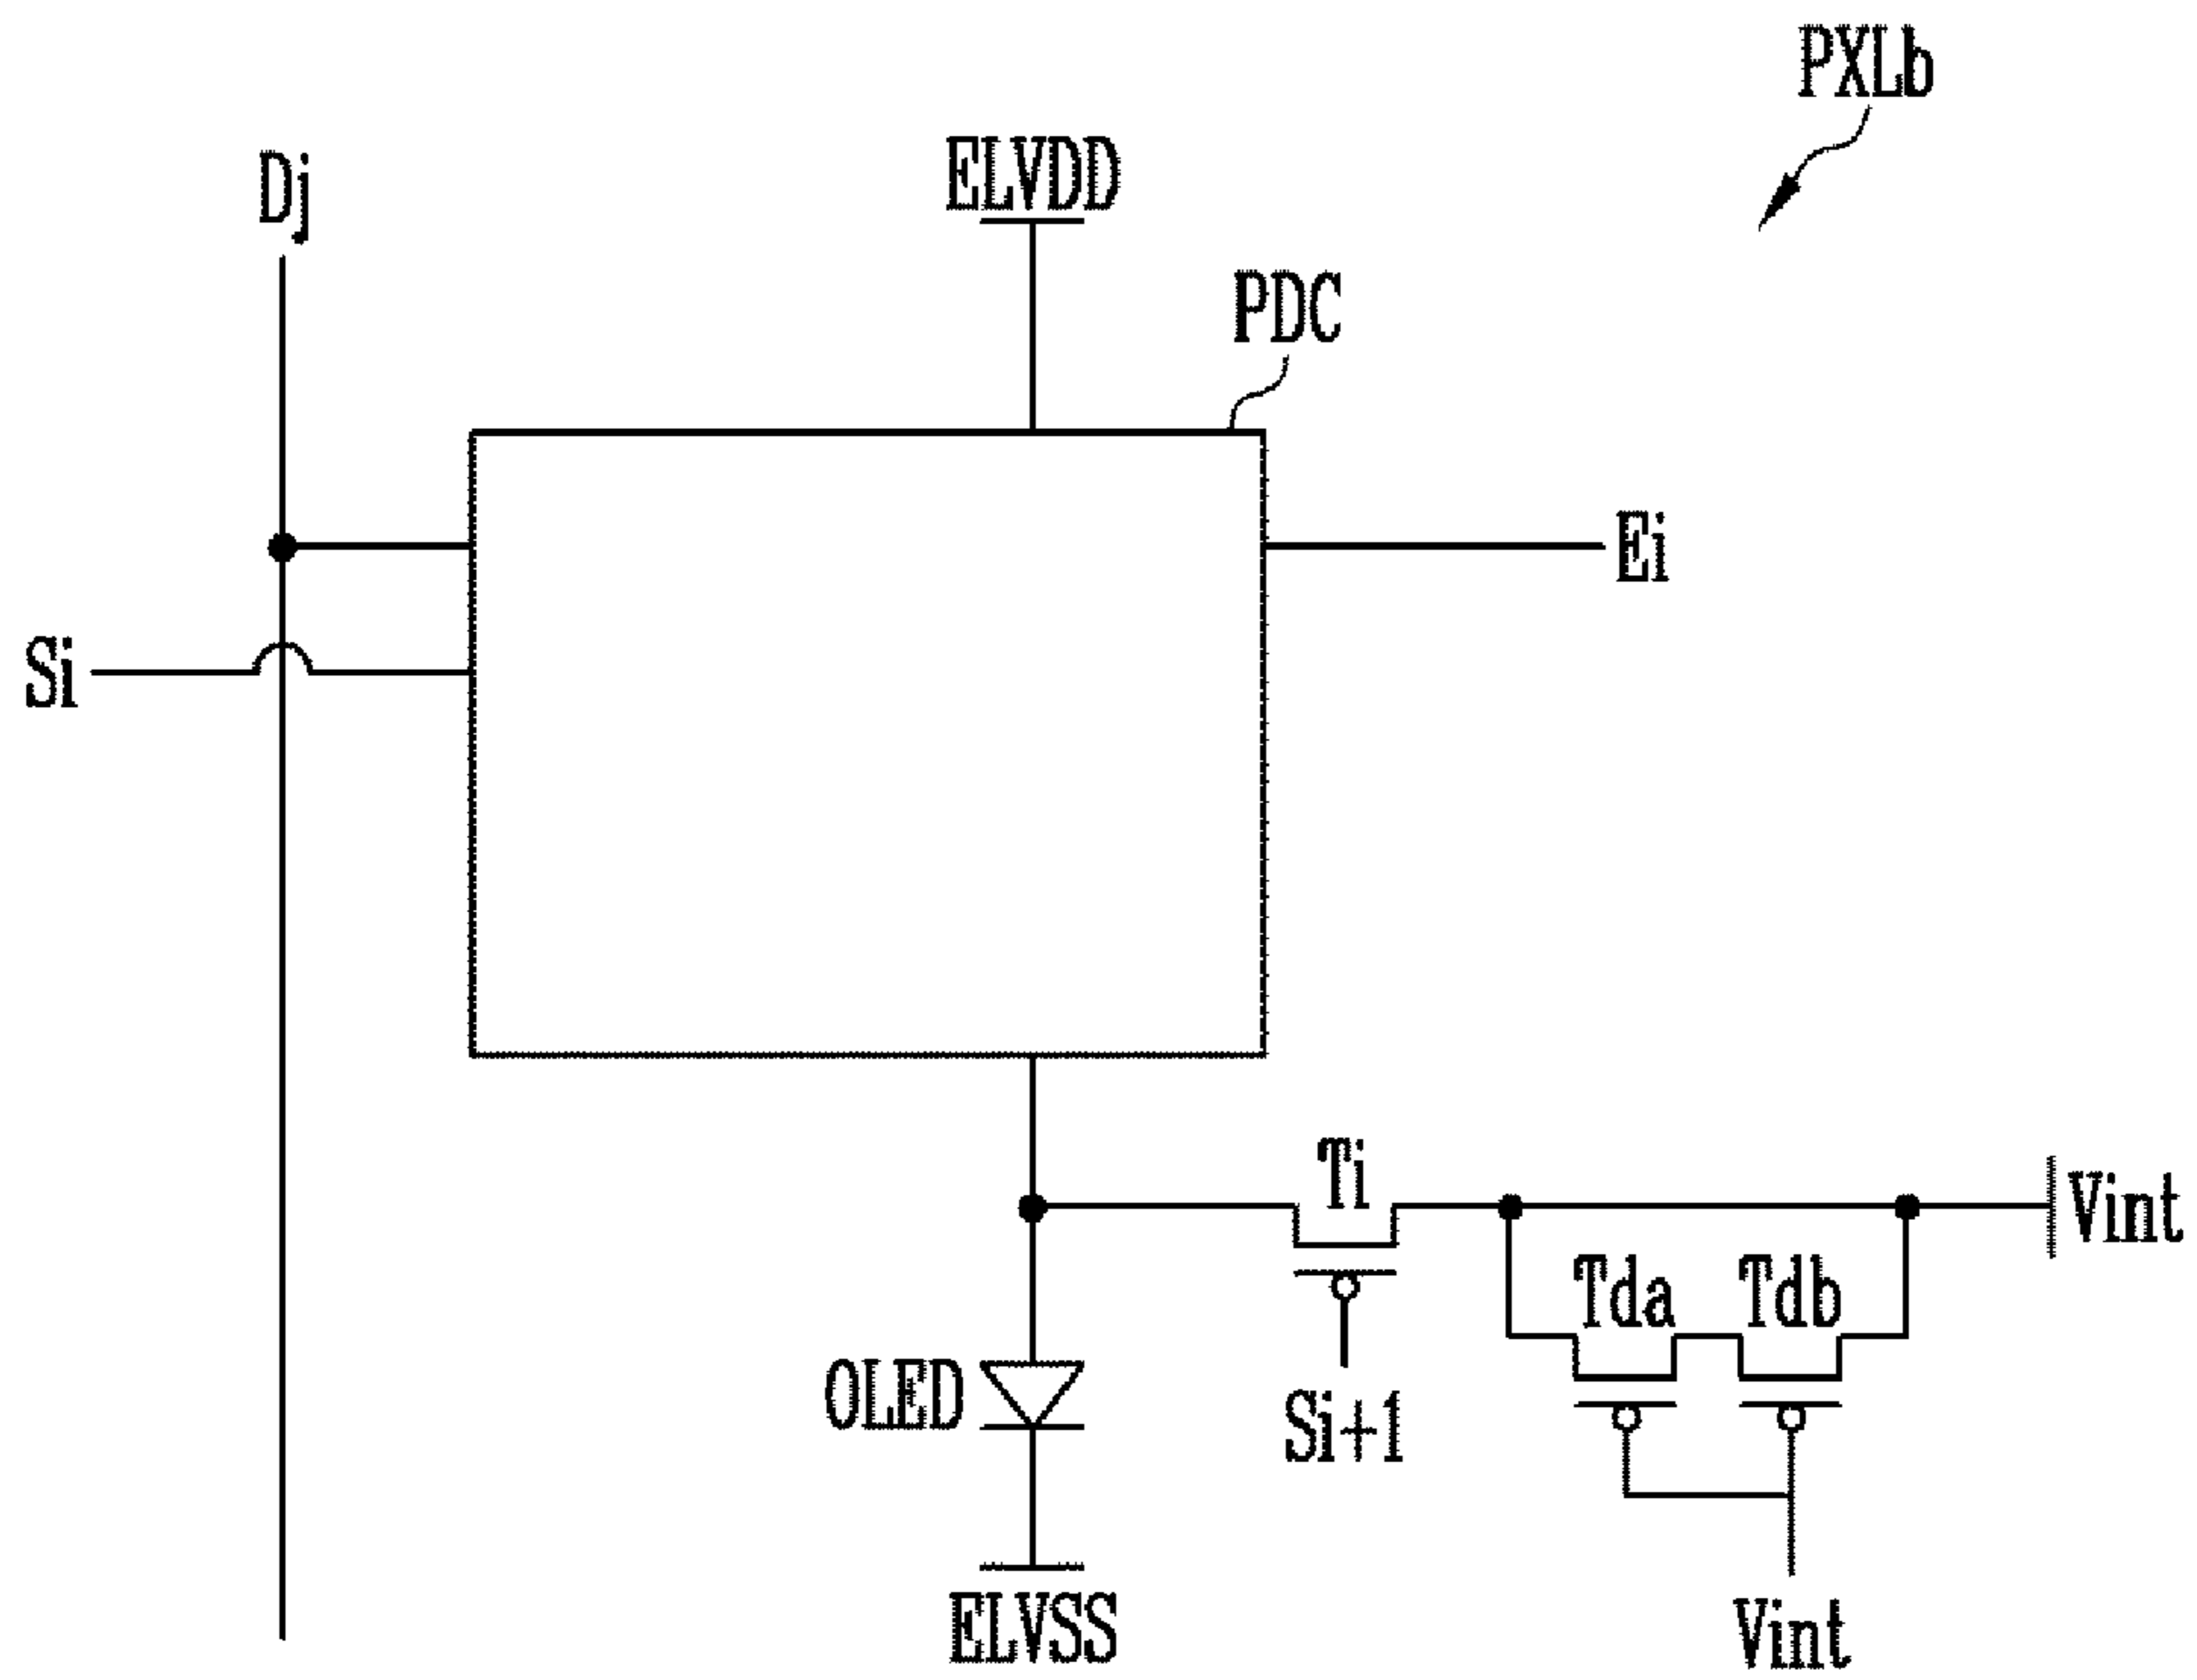 PXLb
ELVDD
Dj
PDC
Ei
Si
Ti
Vint
Tda Tdb
OLED
Si+1
ELVSS
Vint